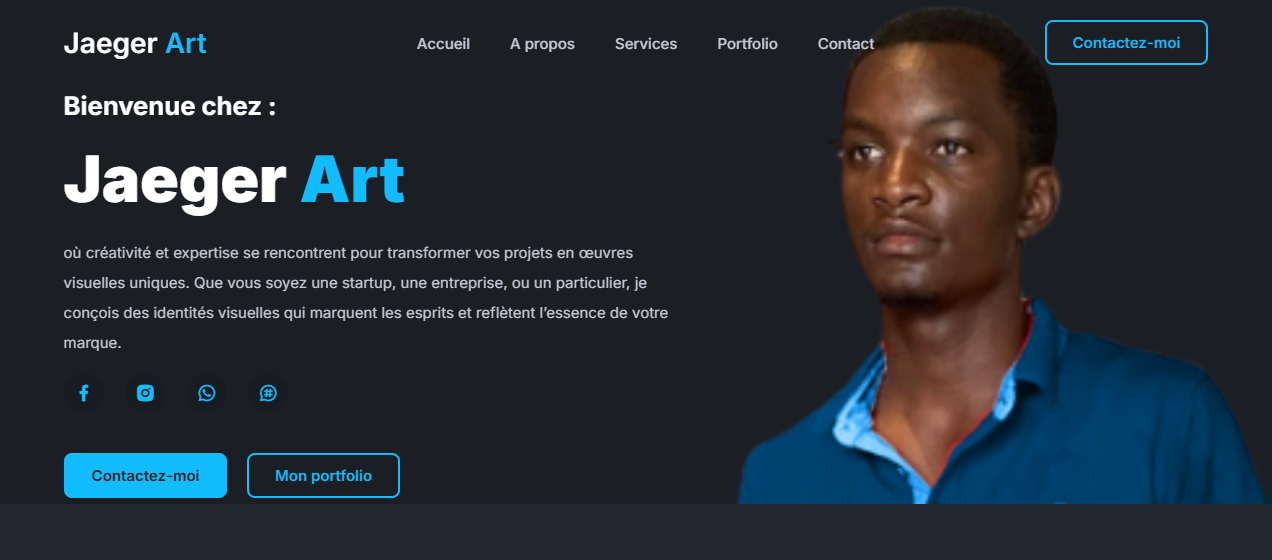 Jaeger Art
Accueil A propos Services Portfolio Contact
Contactez-moi
Bienvenue chez :
Jaeger Art
où créativité et expertise se rencontrent pour transformer vos projets en œuvres
visuelles uniques. Que vous soyez une startup, une entreprise, ou un particulier, je
conçois des identités visuelles qui marquent les esprits et reflètent l’essence de votre
marque.
Contactez-moi
Mon portfolio